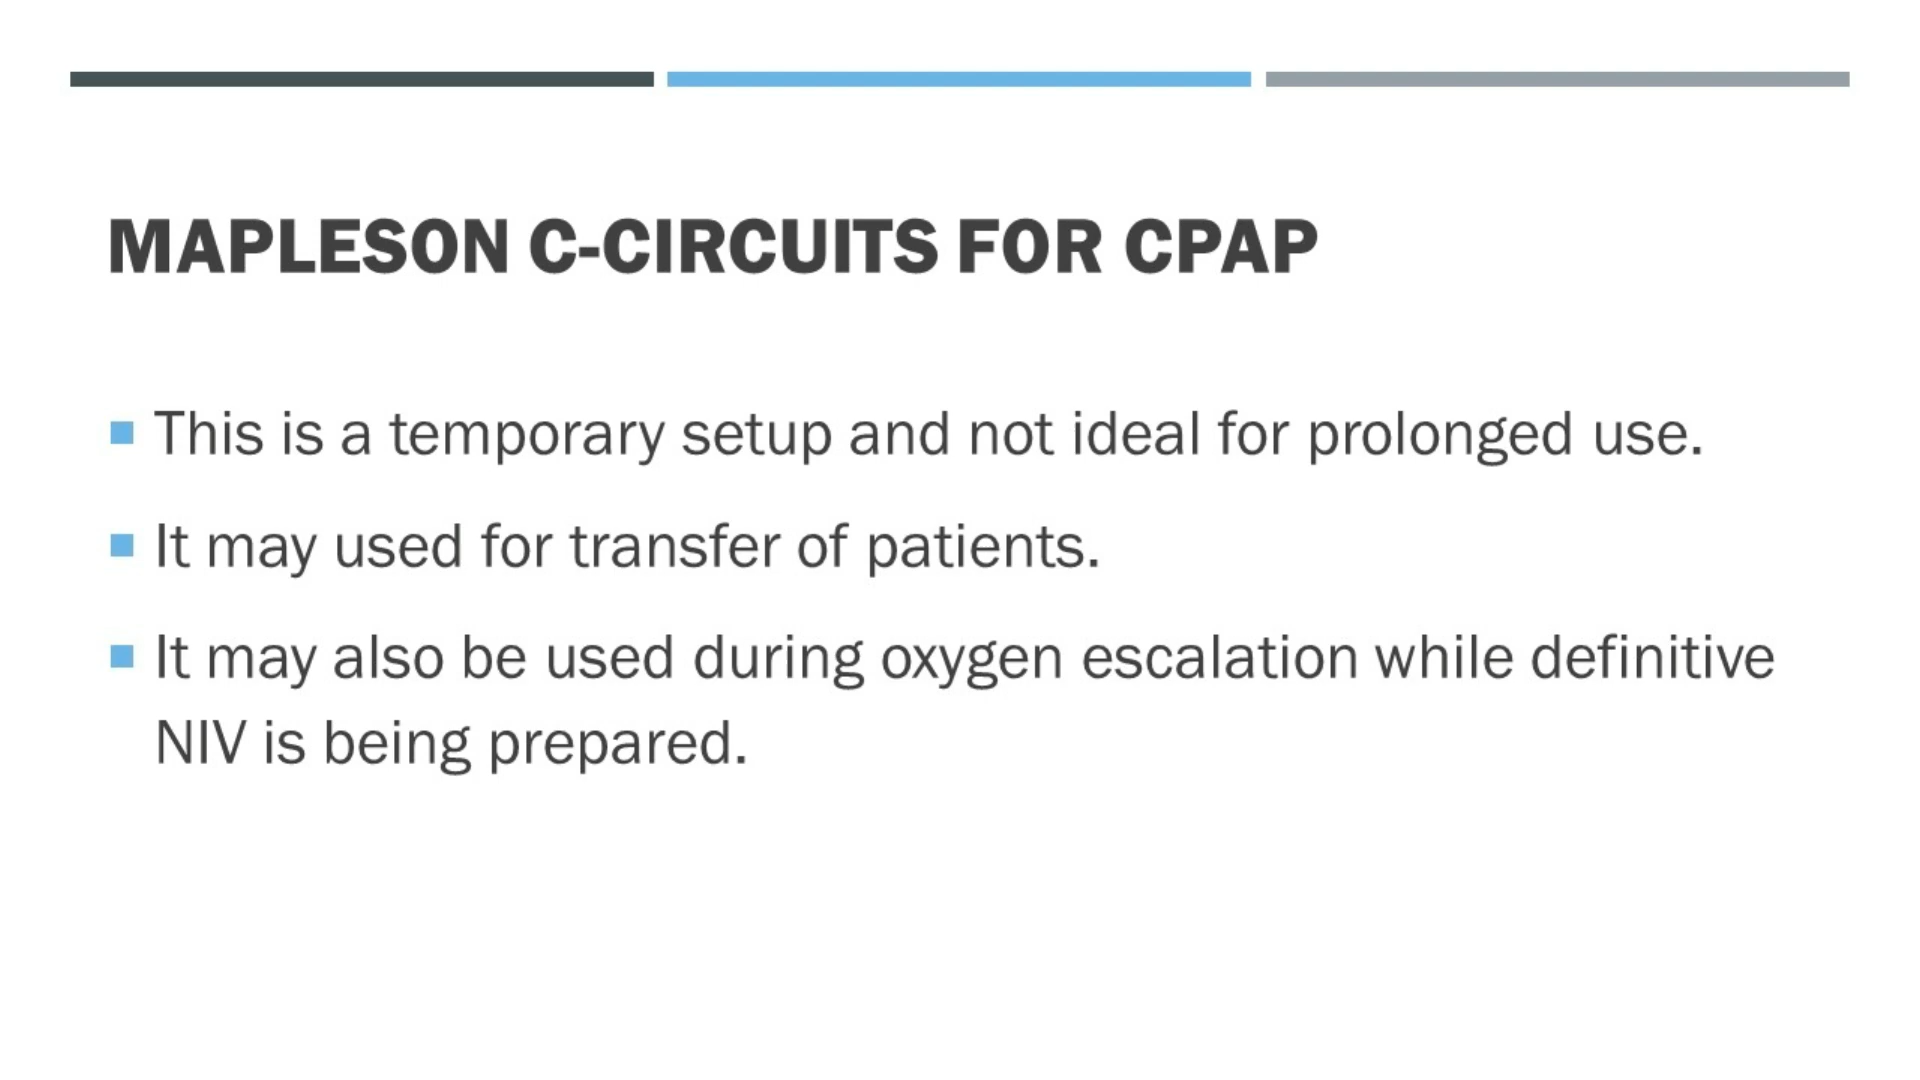 MAPLESON C-CIRCUITS FOR CPAP
This is a temporary setup and not ideal for prolonged use.
It may used for transfer of patients.
It may also be used during oxygen escalation while definitive
NIV is being prepared.